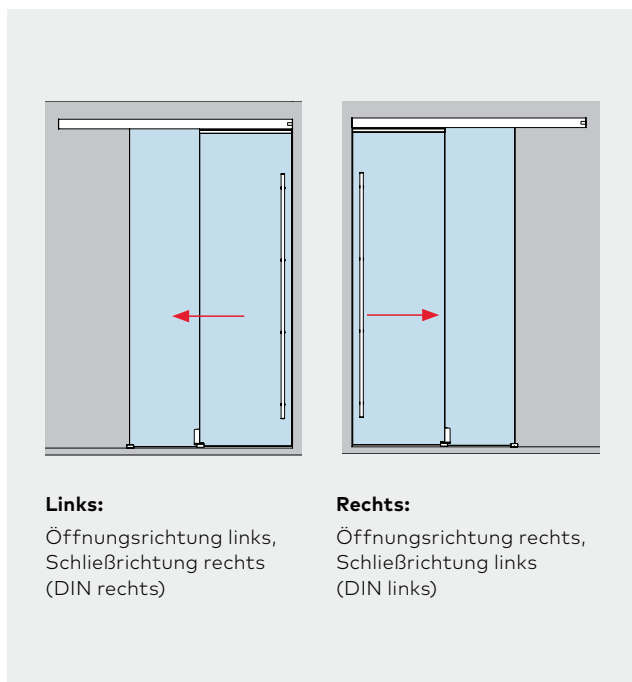 Links:
Öffnungsrichtung links,
Schließrichtung rechts
(DIN rechts)
Rechts:
Öffnungsrichtung rechts,
Schließrichtung links
(DIN links)